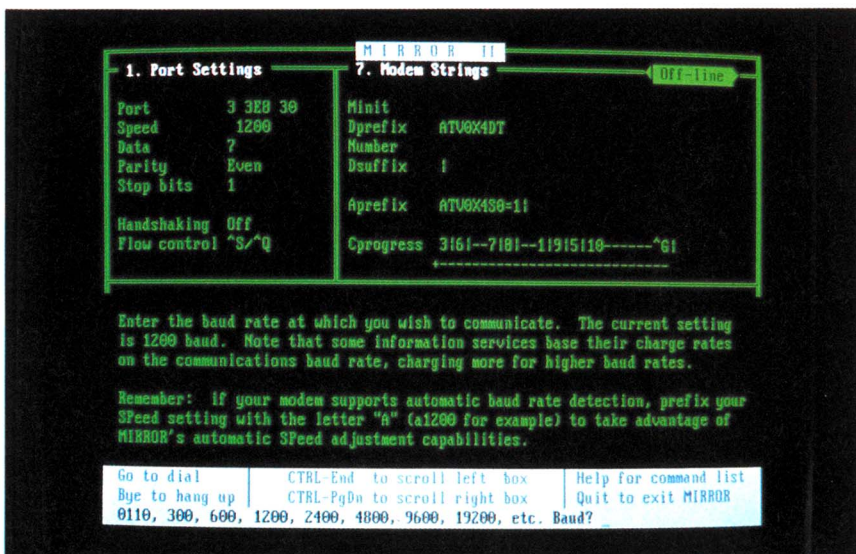 MIRROR II
1. Port Settings
7. Modem Strings
Off-line
Port 3 3E8 30
Speed 1200
Data 7
Parity Even
Stop bits 1
Handshaking Off
Flow control ^S/^Q
Minit
Dprefix ATV0X4DT
Number
Dsuffix |
Aprefix ATV0X4S0=1|
Cprogress 3|6|--7|8|--1|9|5|10------^G|
Enter the baud rate at which you wish to communicate. The current setting
is 1200 baud. Note that some information services base their charge rates
on the communications baud rate, charging more for higher baud rates.
Remember: if your modem supports automatic baud rate detection, prefix your
SPeed setting with the letter "A" (a1200 for example) to take advantage of
MIRROR's automatic SPeed adjustment capabilities.
Go to dial CTRL-End to scroll left box Help for command list
Bye to hang up CTRL-PgDn to scroll right box Quit to exit MIRROR
0110, 300, 600, 1200, 2400, 4800, 9600, 19200, etc. Baud? _